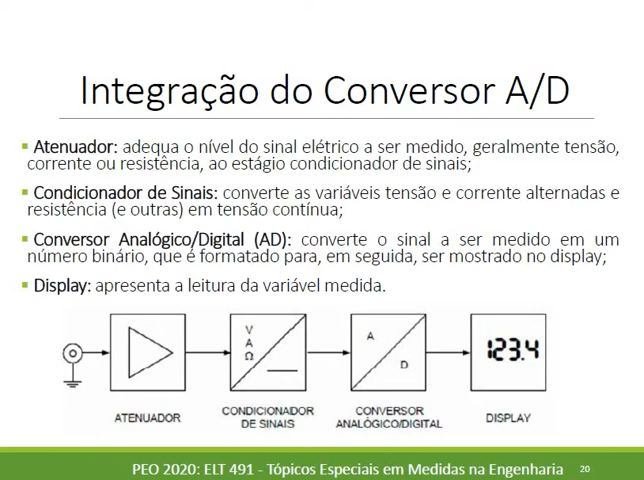 Integração do Conversor A/D
Atenuador: adequa o nível do sinal elétrico a ser medido, geralmente tensão,
corrente ou resistência, ao estágio condicionador de sinais;
Condicionador de Sinais: converte as variáveis tensão e corrente alternadas e
resistência (e outras) em tensão contínua;
Conversor Analógico/Digital (AD): converte o sinal a ser medido em um
número binário, que é formatado para, em seguida, ser mostrado no display;
Display: apresenta a leitura da variável medida.
V
A
Ω
A
D
123.4
ATENUADOR
CONDICIONADOR
DE SINAIS
CONVERSOR
ANALÓGICO/DIGITAL
DISPLAY
PEO 2020: ELT 491 - Tópicos Especiais em Medidas na Engenharia
20